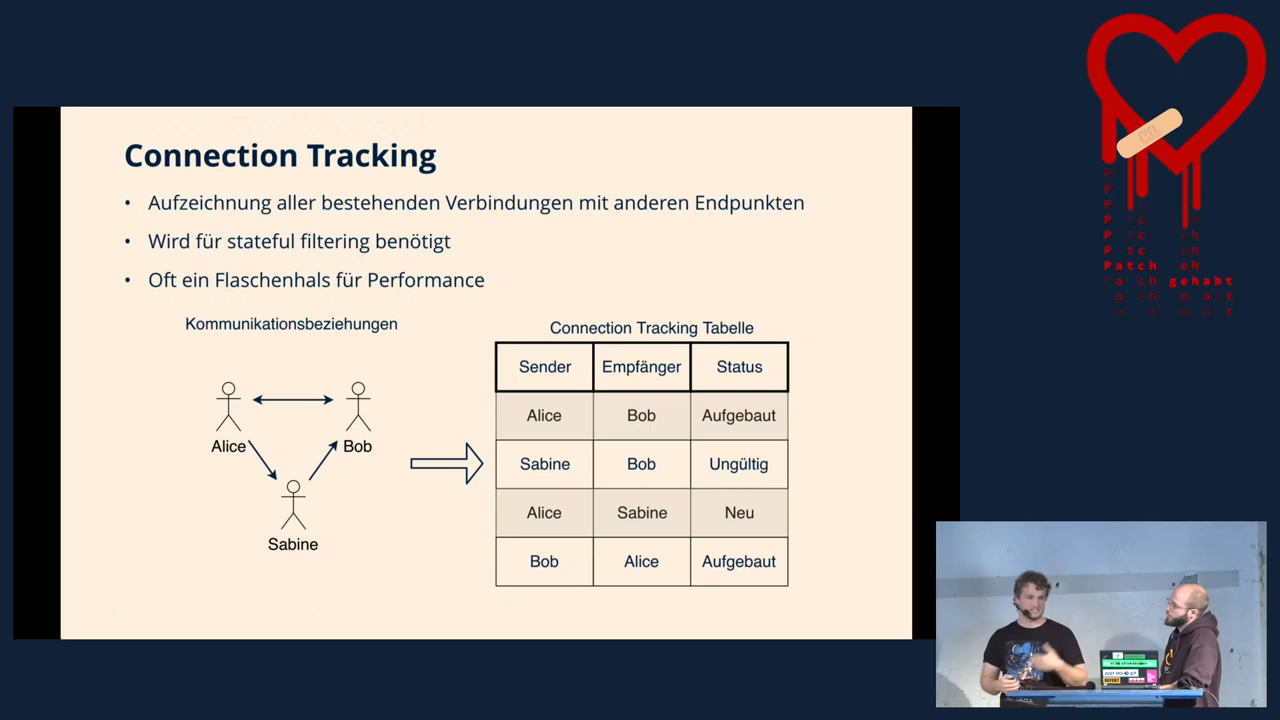 Connection Tracking
• Aufzeichnung aller bestehenden Verbindungen mit anderen Endpunkten
• Wird für stateful filtering benötigt
• Oft ein Flaschenhals für Performance
Kommunikationsbeziehungen
Alice
Bob
Sabine
Connection Tracking Tabelle
Sender Empfänger Status
Alice Bob Aufgebaut
Sabine Bob Ungültig
Alice Sabine Neu
Bob Alice Aufgebaut
Patch
gehabt